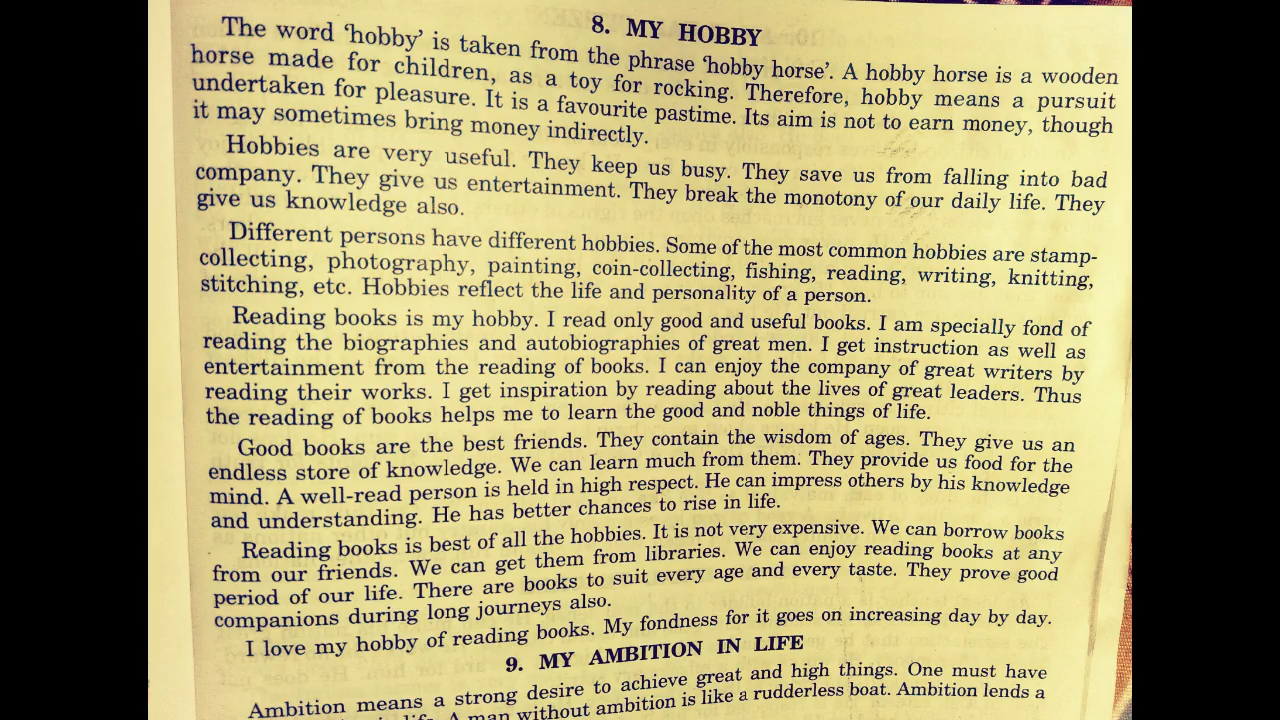 8. MY HOBBY
The word ‘hobby’ is taken from the phrase ‘hobby horse’. A hobby horse is a wooden
horse made for children, as a toy for rocking. Therefore, hobby means a pursuit
undertaken for pleasure. It is a favourite pastime. Its aim is not to earn money, though
it may sometimes bring money indirectly.
Hobbies are very useful. They keep us busy. They save us from falling into bad
company. They give us entertainment. They break the monotony of our daily life. They
give us knowledge also.
Different persons have different hobbies. Some of the most common hobbies are stamp-
collecting, photography, painting, coin-collecting, fishing, reading, writing, knitting,
stitching, etc. Hobbies reflect the life and personality of a person.
Reading books is my hobby. I read only good and useful books. I am specially fond of
reading the biographies and autobiographies of great men. I get instruction as well as
entertainment from the reading of books. I can enjoy the company of great writers by
reading their works. I get inspiration by reading about the lives of great leaders. Thus
the reading of books helps me to learn the good and noble things of life.
Good books are the best friends. They contain the wisdom of ages. They give us an
endless store of knowledge. We can learn much from them. They provide us food for the
mind. A well-read person is held in high respect. He can impress others by his knowledge
and understanding. He has better chances to rise in life.
Reading books is best of all the hobbies. It is not very expensive. We can borrow books
from our friends. We can get them from libraries. We can enjoy reading books at any
period of our life. There are books to suit every age and every taste. They prove good
companions during long journeys also.
I love my hobby of reading books. My fondness for it goes on increasing day by day.
9. MY AMBITION IN LIFE
Ambition means a strong desire to achieve great and high things. One must have
life. A man without ambition is like a rudderless boat. Ambition lends a